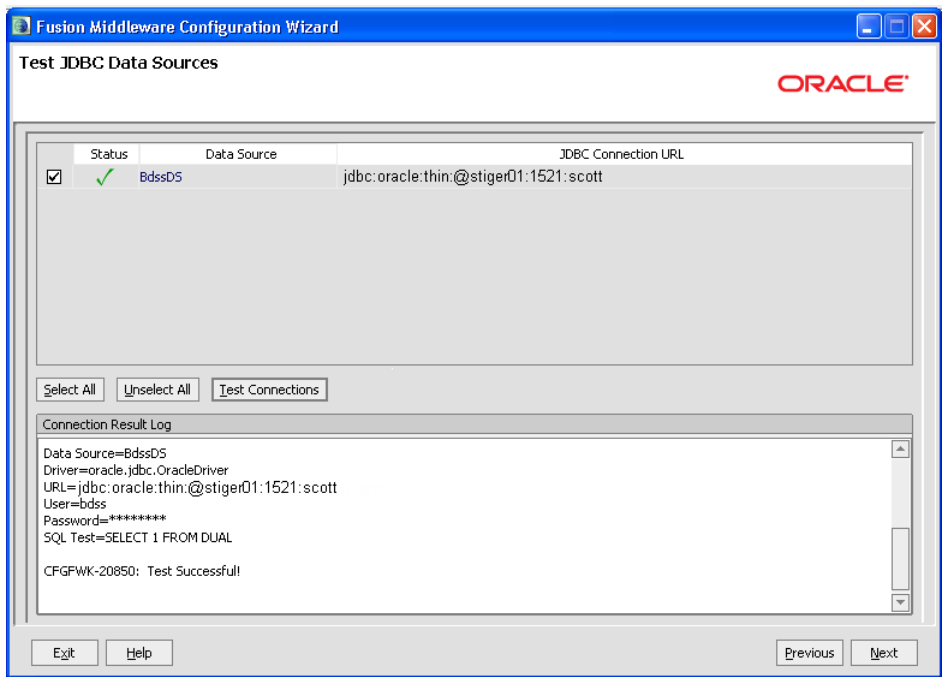 Fusion Middleware Configuration Wizard
Test JDBC Data Sources
ORACLE
Status Data Source JDBC Connection URL
BdssDS jdbc:oracle:thin:@stiger01:1521:scott
Select All Unselect All Test Connections
Connection Result Log
Data Source=BdssDS
Driver=oracle.jdbc.OracleDriver
URL=jdbc:oracle:thin:@stiger01:1521:scott
User=bdss
Password=********
SQL Test=SELECT 1 FROM DUAL
CFGFWK-20850: Test Successful!
Exit Help Previous Next